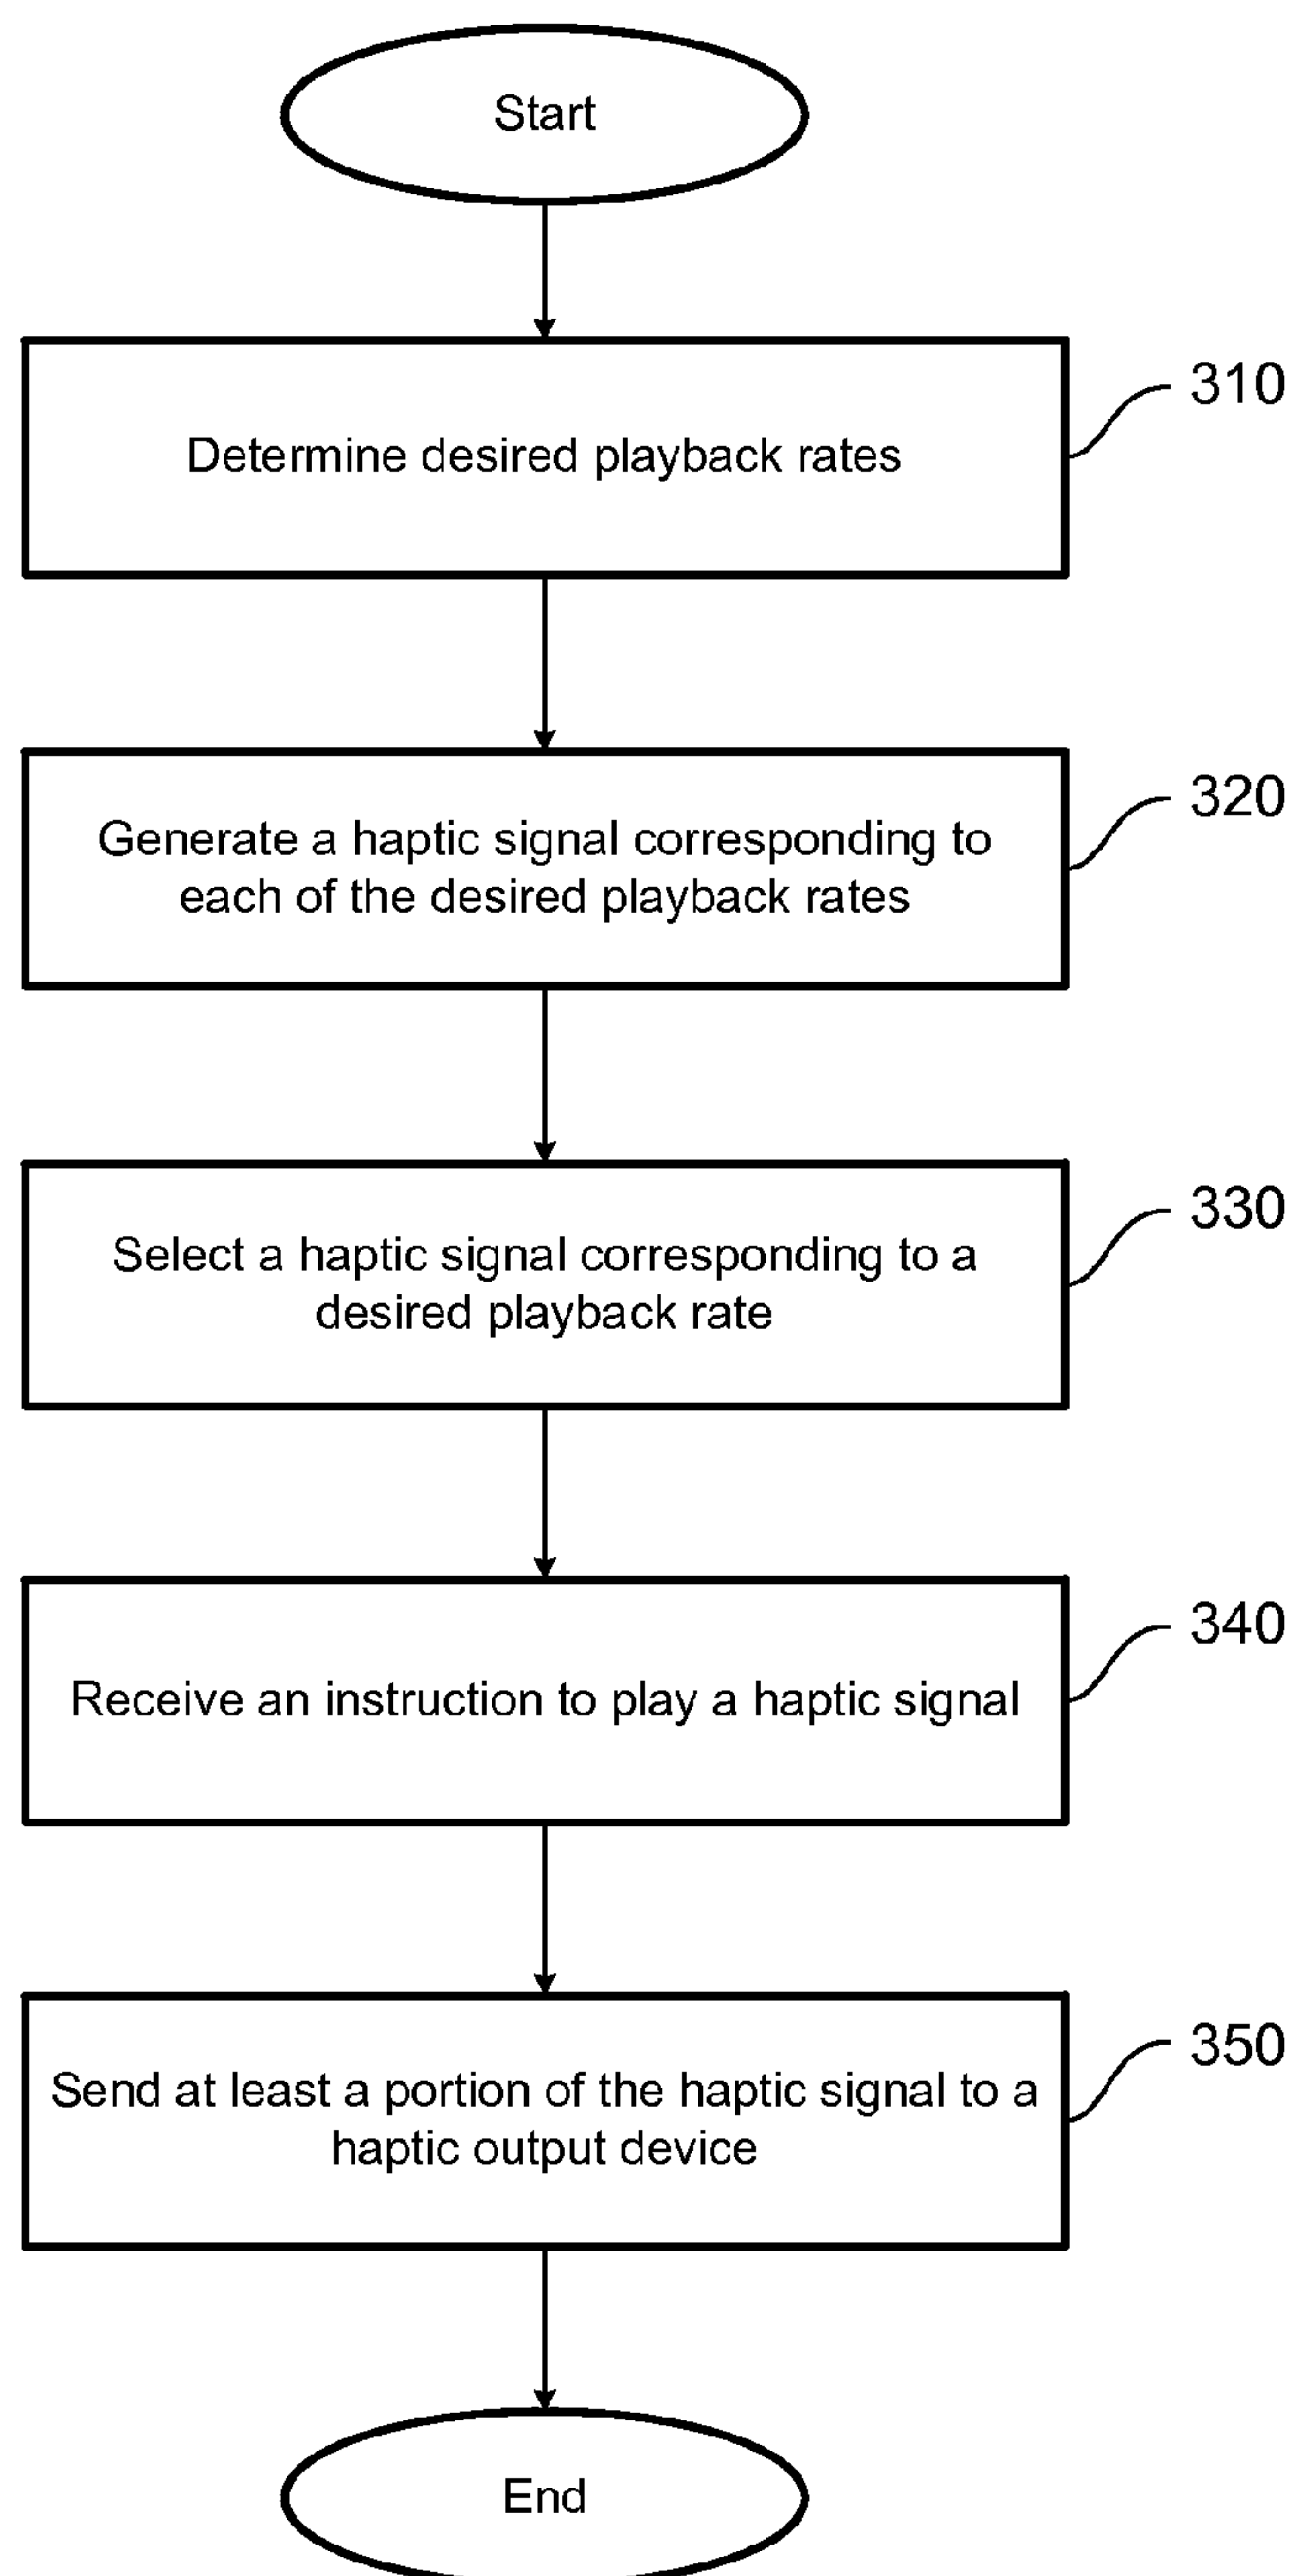 Start
310
Determine desired playback rates
320
Generate a haptic signal corresponding to
each of the desired playback rates
330
Select a haptic signal corresponding to a
desired playback rate
340
Receive an instruction to play a haptic signal
350
Send at least a portion of the haptic signal to a
haptic output device
End